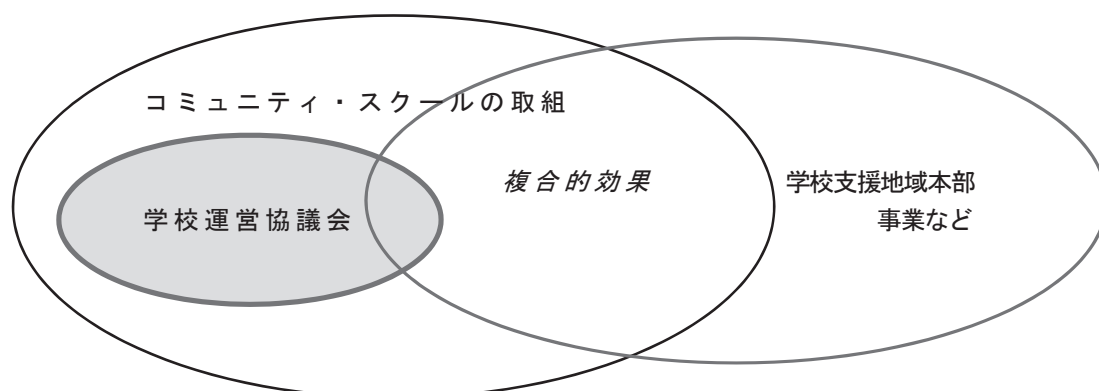 コミュニティ・スクールの取組
複合的効果
学校支援地域本部
事業など
学校運営協議会